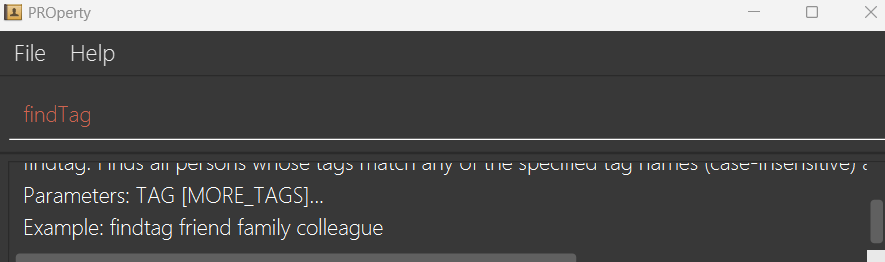 PROperty
File Help
findTag
findtag: Finds all persons whose tags match any of the specified tag names (case-insensitive)
Parameters: TAG [MORE_TAGS]...
Example: findtag friend family colleague